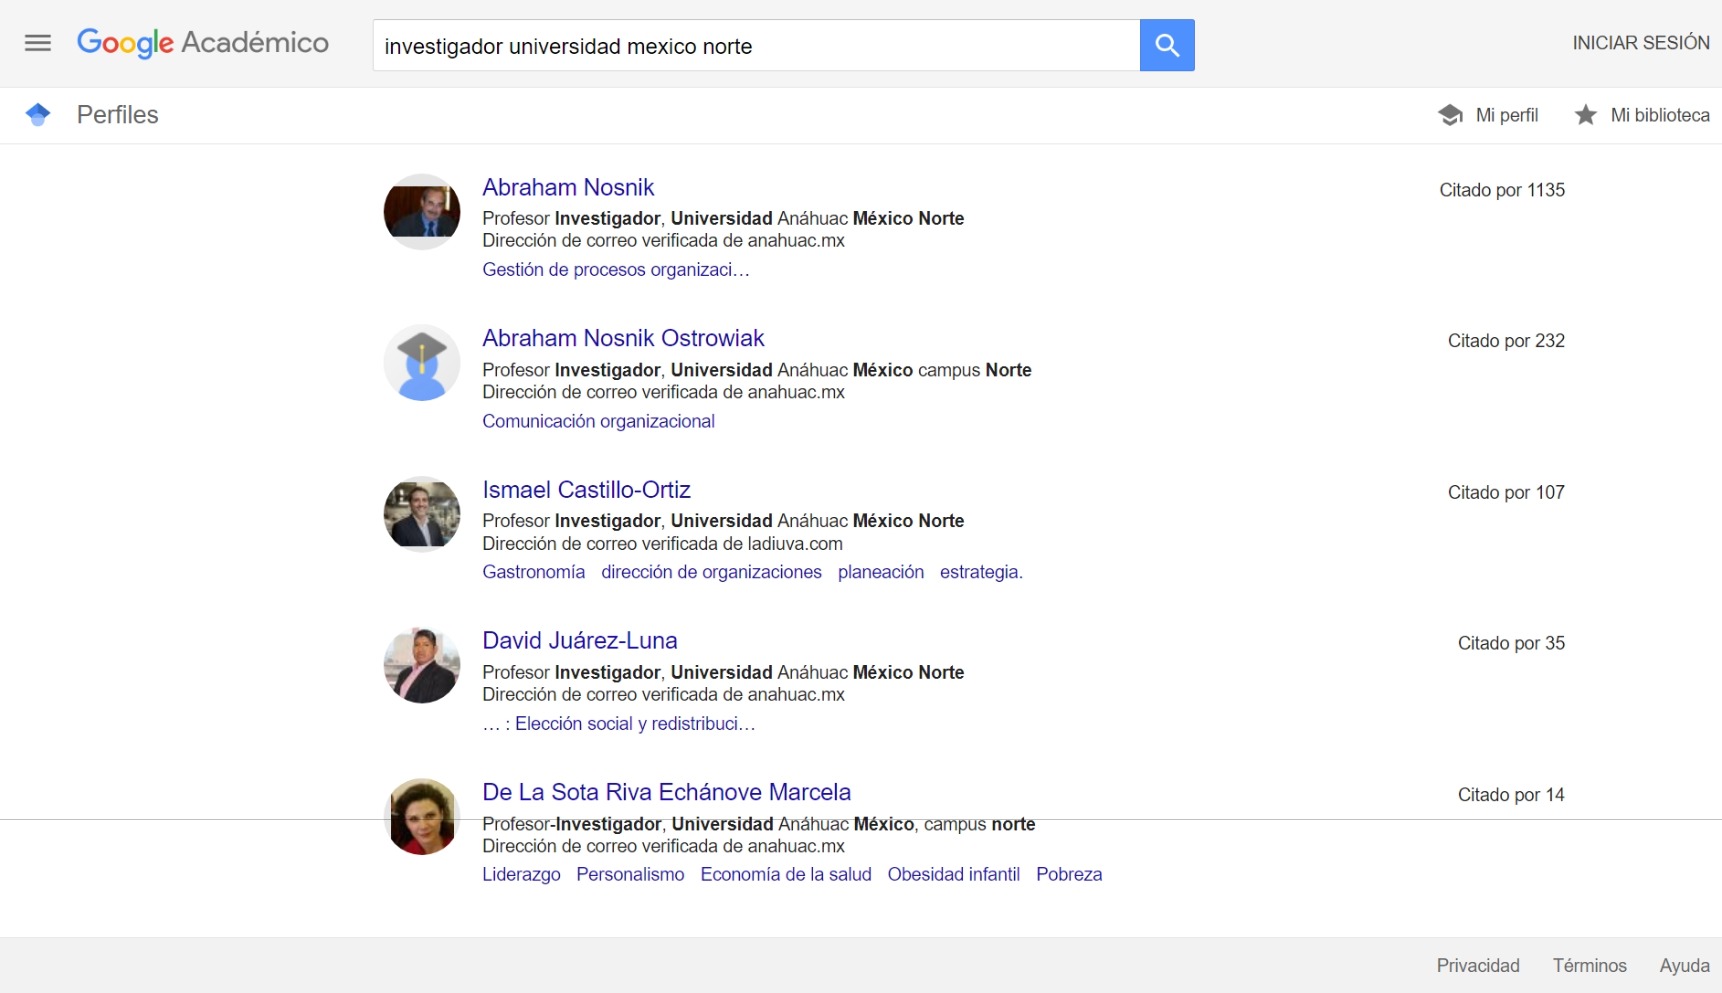 Google Académico
investigador universidad mexico norte
INICIAR SESIÓN
Perfiles
Mi perfil
Mi biblioteca
Abraham Nosnik
Citado por 1135
Profesor Investigador, Universidad Anáhuac México Norte
Dirección de correo verificada de anahuac.mx
Gestión de procesos organizaci…
Abraham Nosnik Ostrowiak
Citado por 232
Profesor Investigador, Universidad Anáhuac México campus Norte
Dirección de correo verificada de anahuac.mx
Comunicación organizacional
Ismael Castillo-Ortiz
Citado por 107
Profesor Investigador, Universidad Anáhuac México Norte
Dirección de correo verificada de ladiuva.com
Gastronomía dirección de organizaciones planeación estrategia.
David Juárez-Luna
Citado por 35
Profesor Investigador, Universidad Anáhuac México Norte
Dirección de correo verificada de anahuac.mx
… : Elección social y redistribuci…
De La Sota Riva Echánove Marcela
Citado por 14
Profesor-Investigador, Universidad Anáhuac México, campus norte
Dirección de correo verificada de anahuac.mx
Liderazgo Personalismo Economía de la salud Obesidad infantil Pobreza
Privacidad Términos Ayuda